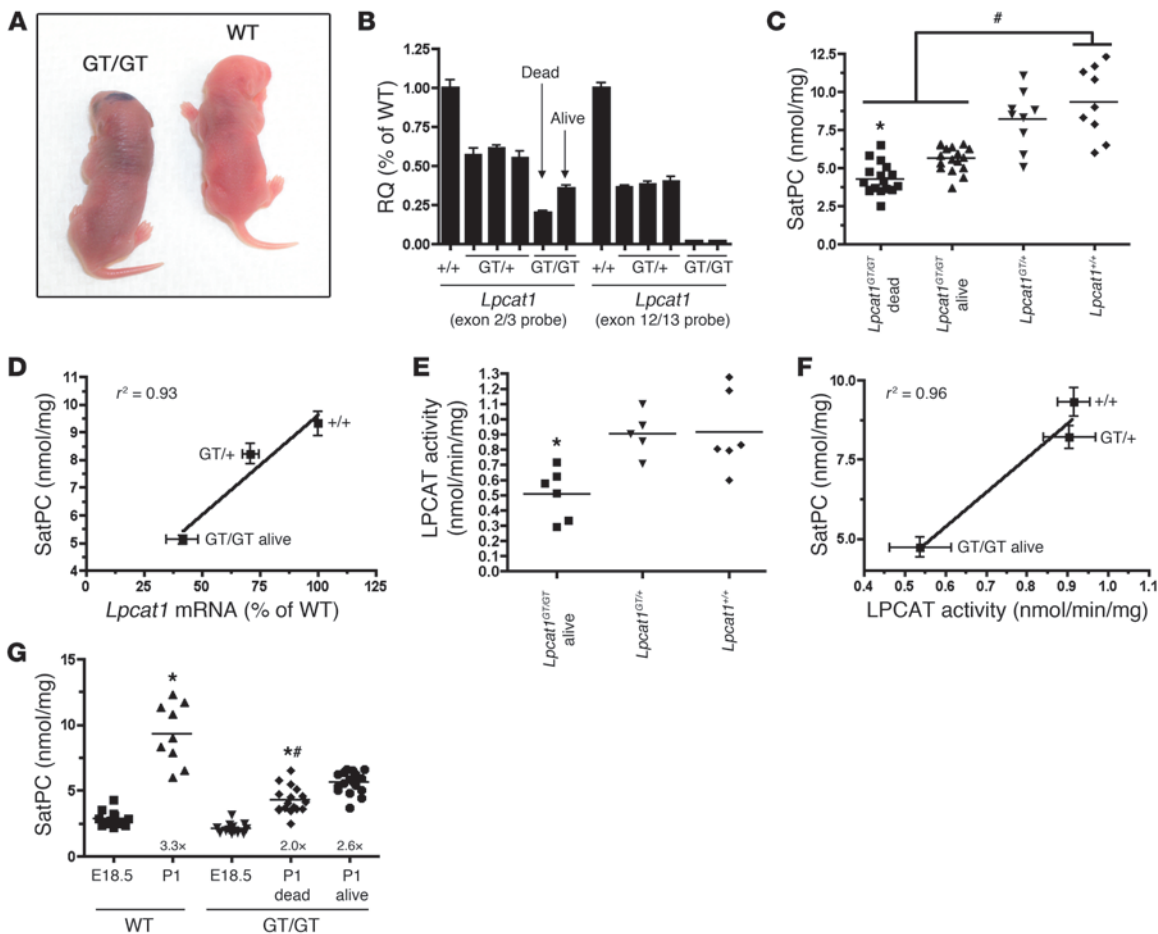 A
GT/GT
WT
B
RQ (% of WT)
1.25
1.00
0.75
0.50
0.25
0.00
Dead
Alive
+/+ GT/+ GT/GT +/+ GT/+ GT/GT
Lpcat1 Lpcat1
(exon 2/3 probe) (exon 12/13 probe)
C
#
SatPC (nmol/mg)
12.5
10.0
7.5
5.0
2.5
0.0
*
Lpcat1GT/GT
dead
Lpcat1GT/GT
alive
Lpcat1GT/+
Lpcat1+/+
D
r² = 0.93
SatPC (nmol/mg)
11
10
9
8
7
6
5
4
+/+
GT/+
GT/GT alive
0 25 50 75 100 125
Lpcat1 mRNA (% of WT)
E
LPCAT activity
(nmol/min/mg)
1.3
1.2
1.1
1.0
0.9
0.8
0.7
0.6
0.5
0.4
0.3
0.2
0.1
0.0
*
Lpcat1GT/GT
alive
Lpcat1GT/+
Lpcat1+/+
F
r² = 0.96
SatPC (nmol/mg)
10.0
7.5
5.0
+/+
GT/+
GT/GT alive
0.4 0.5 0.6 0.7 0.8 0.9 1.0 1.1
LPCAT activity (nmol/min/mg)
G
SatPC (nmol/mg)
15
10
5
0
*
*#
3.3× 2.0× 2.6×
E18.5 P1 E18.5 P1 P1
dead alive
WT GT/GT